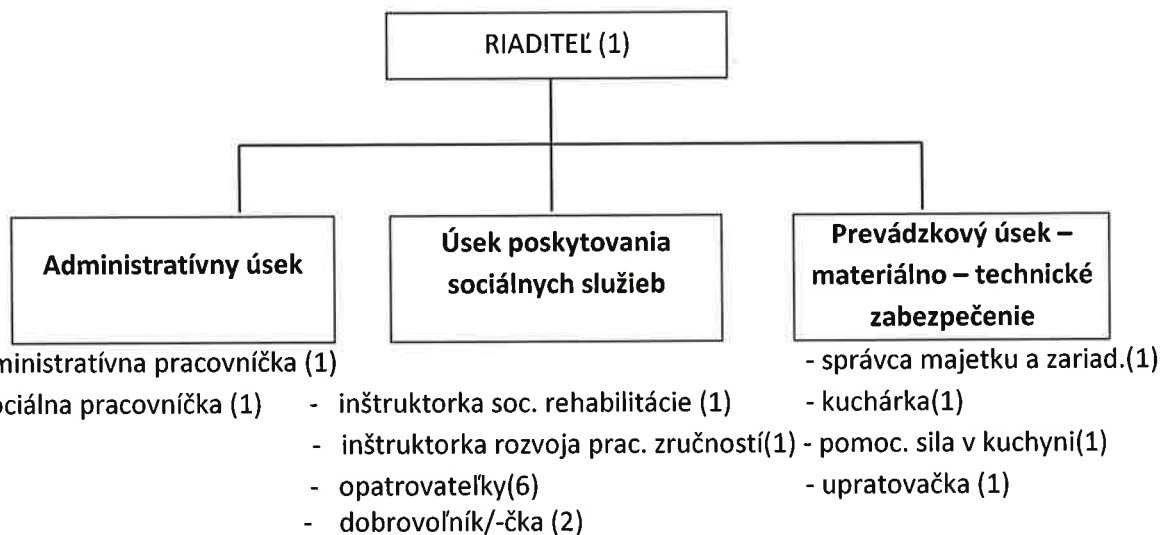 RIADITEĽ (1)
Administratívny úsek
ministratívna pracovníčka (1)
ociálna pracovníčka (1)
Úsek poskytovania
sociálnych služieb
- inštruktorka soc. rehabilitácie (1)
- inštruktorka rozvoja prac. zručností(1)
- opatrovateľky(6)
- dobrovoľník/-čka (2)
Prevádzkový úsek –
materiálno – technické
zabezpečenie
- správca majetku a zariad.(1)
- kuchárka(1)
- pomoc. sila v kuchyni(1)
- upratovačka (1)